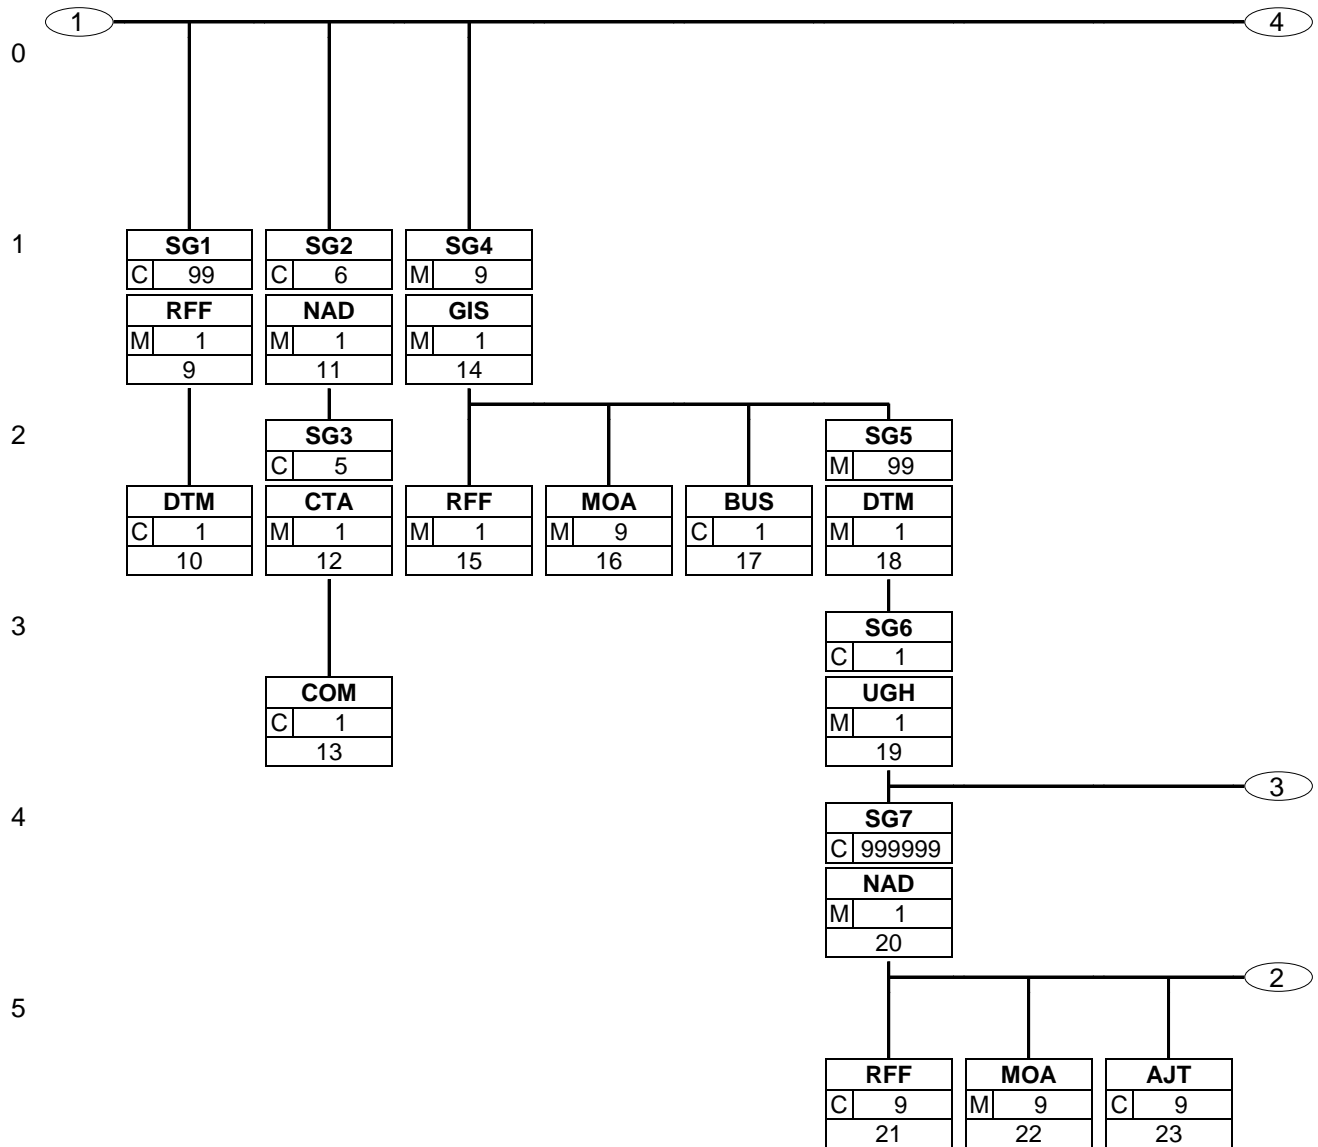 1 4
0
1 SG1 SG2 SG4
C 99 C 6 M 9
RFF NAD GIS
M 1 M 1 M 1
9 11 14
2 SG3 SG5
C 5 M 99
DTM CTA RFF MOA BUS DTM
C 1 M 1 M 1 M 9 C 1 M 1
10 12 15 16 17 18
3 SG6
C 1
COM UGH
C 1 M 1
13 19
3
4 SG7
C 999999
NAD
M 1
20
2
5
RFF MOA AJT
C 9 M 9 C 9
21 22 23